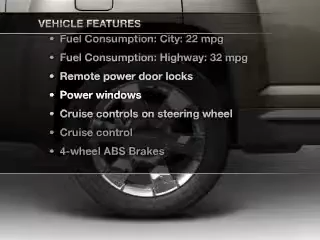 VEHICLE FEATURES
• Fuel Consumption: City: 22 mpg
• Fuel Consumption: Highway: 32 mpg
• Remote power door locks
• Power windows
• Cruise controls on steering wheel
• Cruise control
• 4-wheel ABS Brakes